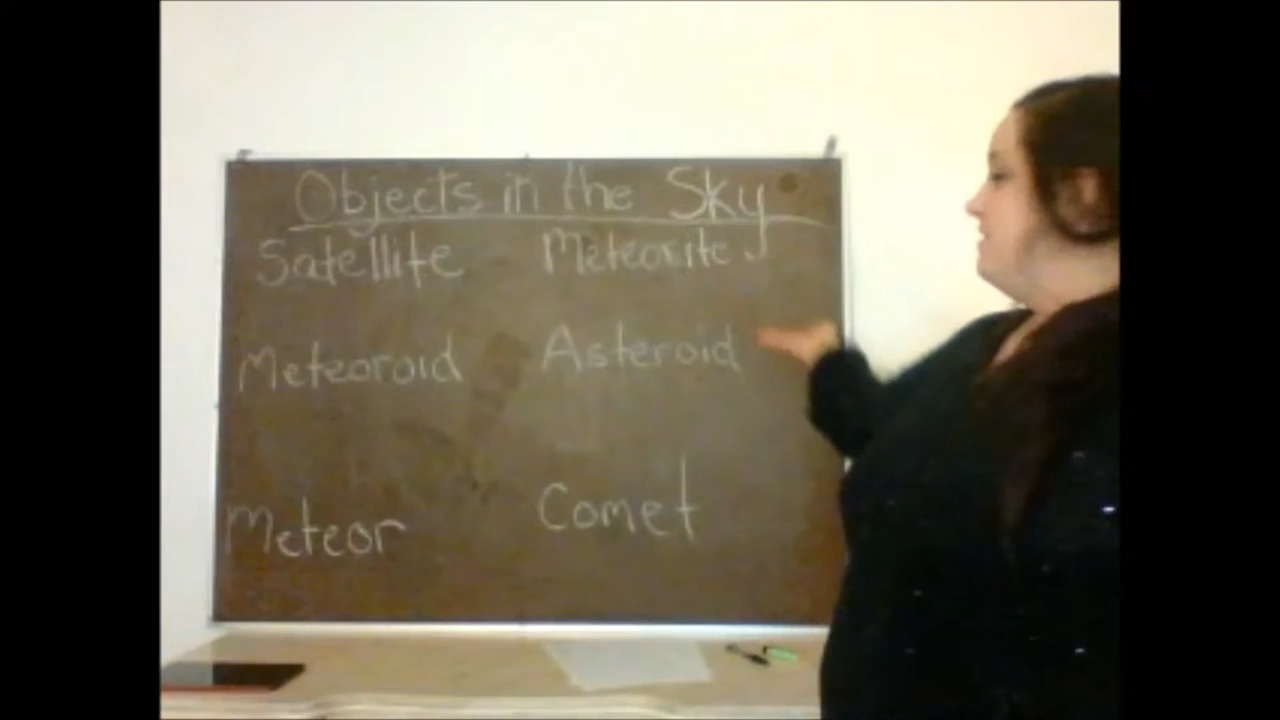 Objects in the Sky
Satellite Meteorite
Meteoroid Asteroid
Meteor Comet